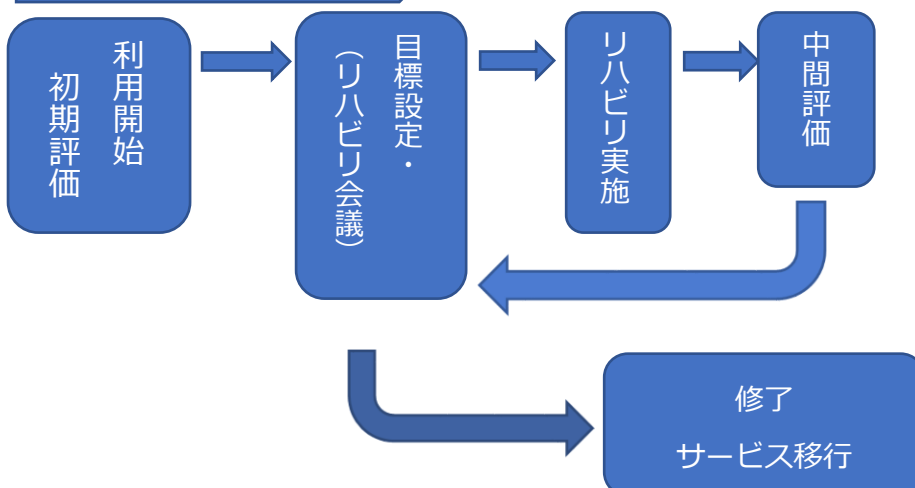 利用開始
初期評価
目標設定・
（リハビリ会議）
リハビリ実施
中間評価
修了
サービス移行